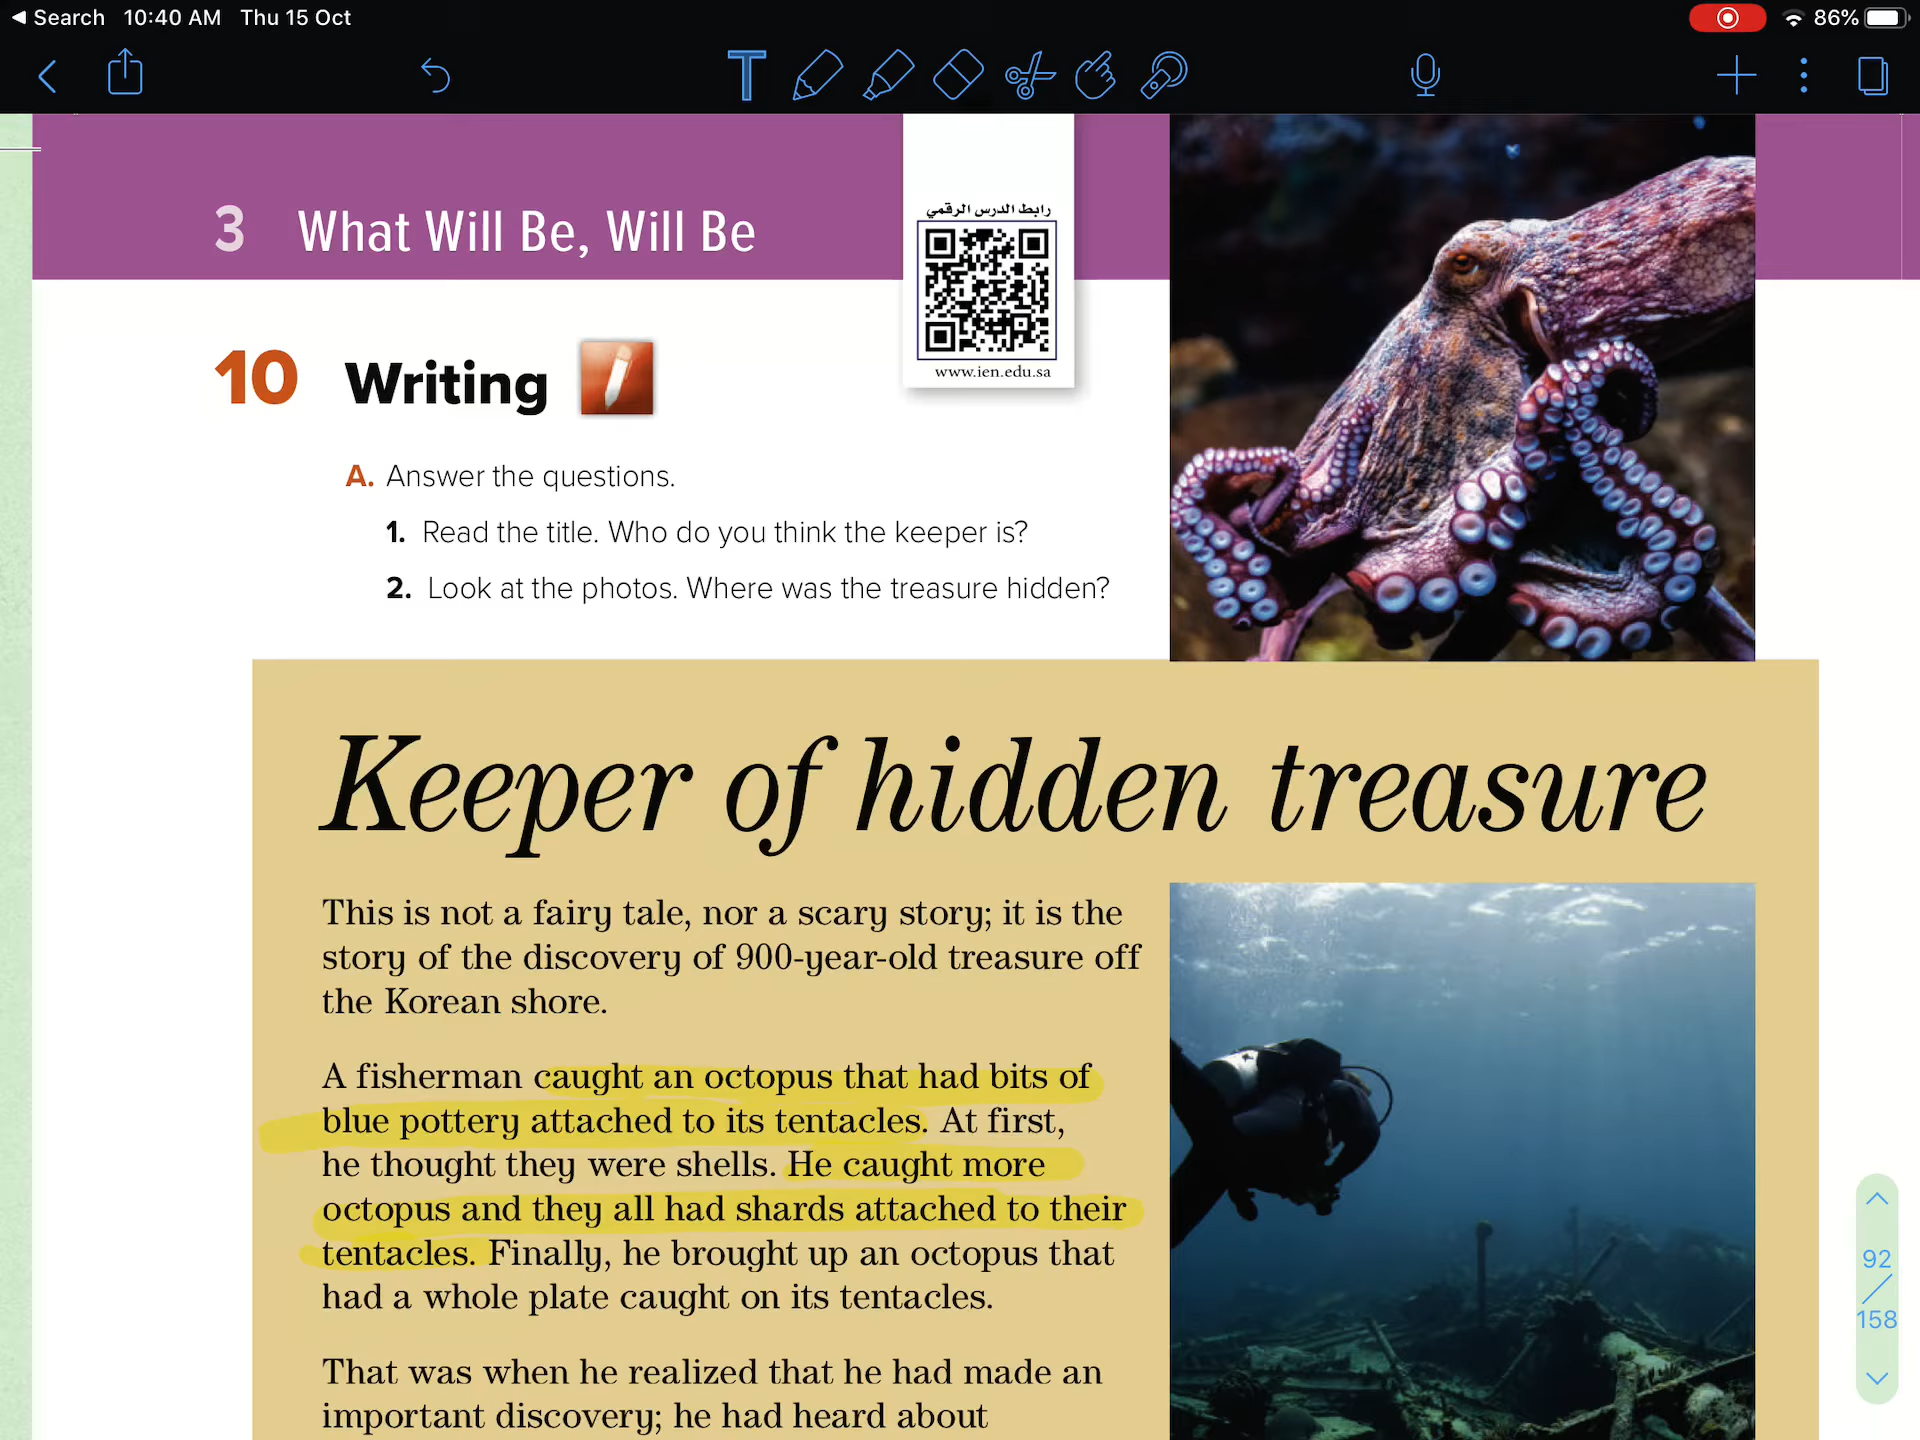 Search 10:40 AM Thu 15 Oct 86%
T
رابط الدرس الرقمي
3 What Will Be, Will Be
www.ien.edu.sa
10 Writing
A. Answer the questions.
1. Read the title. Who do you think the keeper is?
2. Look at the photos. Where was the treasure hidden?
Keeper of hidden treasure
This is not a fairy tale, nor a scary story; it is the
story of the discovery of 900-year-old treasure off
the Korean shore.
A fisherman caught an octopus that had bits of
blue pottery attached to its tentacles. At first,
he thought they were shells. He caught more
octopus and they all had shards attached to their
tentacles. Finally, he brought up an octopus that
had a whole plate caught on its tentacles.
That was when he realized that he had made an
important discovery; he had heard about
92
/
158